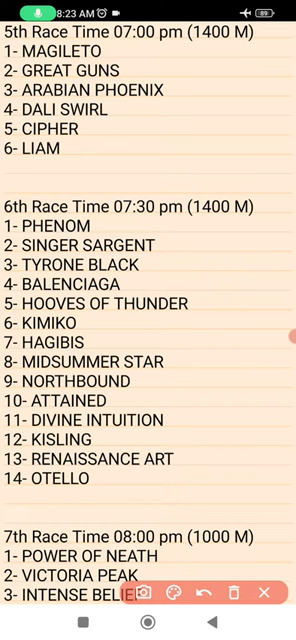 8:23 AM
89
5th Race Time 07:00 pm (1400 M)
1- MAGILETO
2- GREAT GUNS
3- ARABIAN PHOENIX
4- DALI SWIRL
5- CIPHER
6- LIAM
6th Race Time 07:30 pm (1400 M)
1- PHENOM
2- SINGER SARGENT
3- TYRONE BLACK
4- BALENCIAGA
5- HOOVES OF THUNDER
6- KIMIKO
7- HAGIBIS
8- MIDSUMMER STAR
9- NORTHBOUND
10- ATTAINED
11- DIVINE INTUITION
12- KISLING
13- RENAISSANCE ART
14- OTELLO
7th Race Time 08:00 pm (1000 M)
1- POWER OF NEATH
2- VICTORIA PEAK
3- INTENSE BELIE